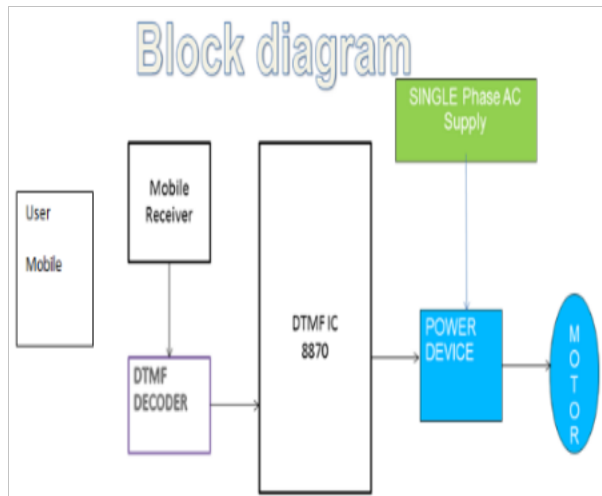 Block diagram
SINGLE Phase AC
Supply
Mobile
Receiver
User
Mobile
DTMF IC
8870
DTMF
DECODER
POWER
DEVICE
M
O
T
O
R